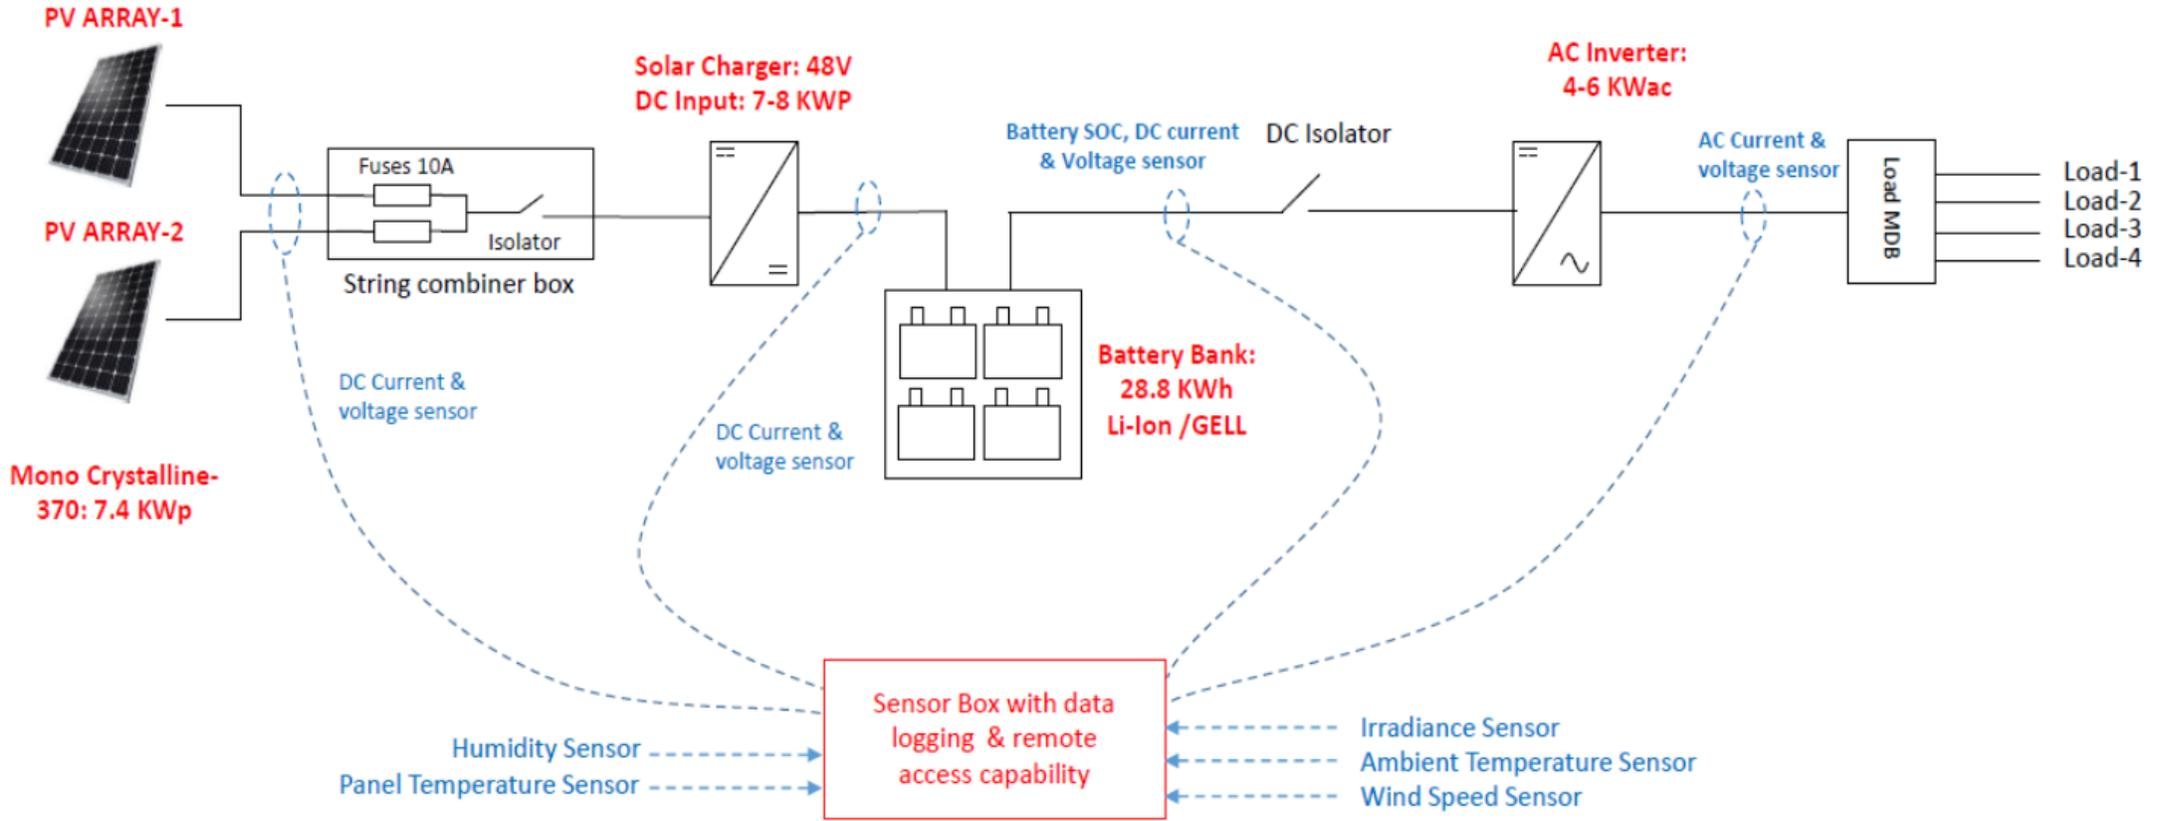 PV ARRAY-1
Solar Charger: 48V
DC Input: 7-8 KWP
AC Inverter:
4-6 KWac
Battery SOC, DC current
& Voltage sensor
DC Isolator
AC Current &
voltage sensor
Fuses 10A
Isolator
String combiner box
Load MDB
Load-1
Load-2
Load-3
Load-4
PV ARRAY-2
DC Current &
voltage sensor
DC Current &
voltage sensor
Battery Bank:
28.8 KWh
Li-Ion /GELL
Mono Crystalline-
370: 7.4 KWp
Sensor Box with data
logging & remote
access capability
Humidity Sensor
Panel Temperature Sensor
Irradiance Sensor
Ambient Temperature Sensor
Wind Speed Sensor